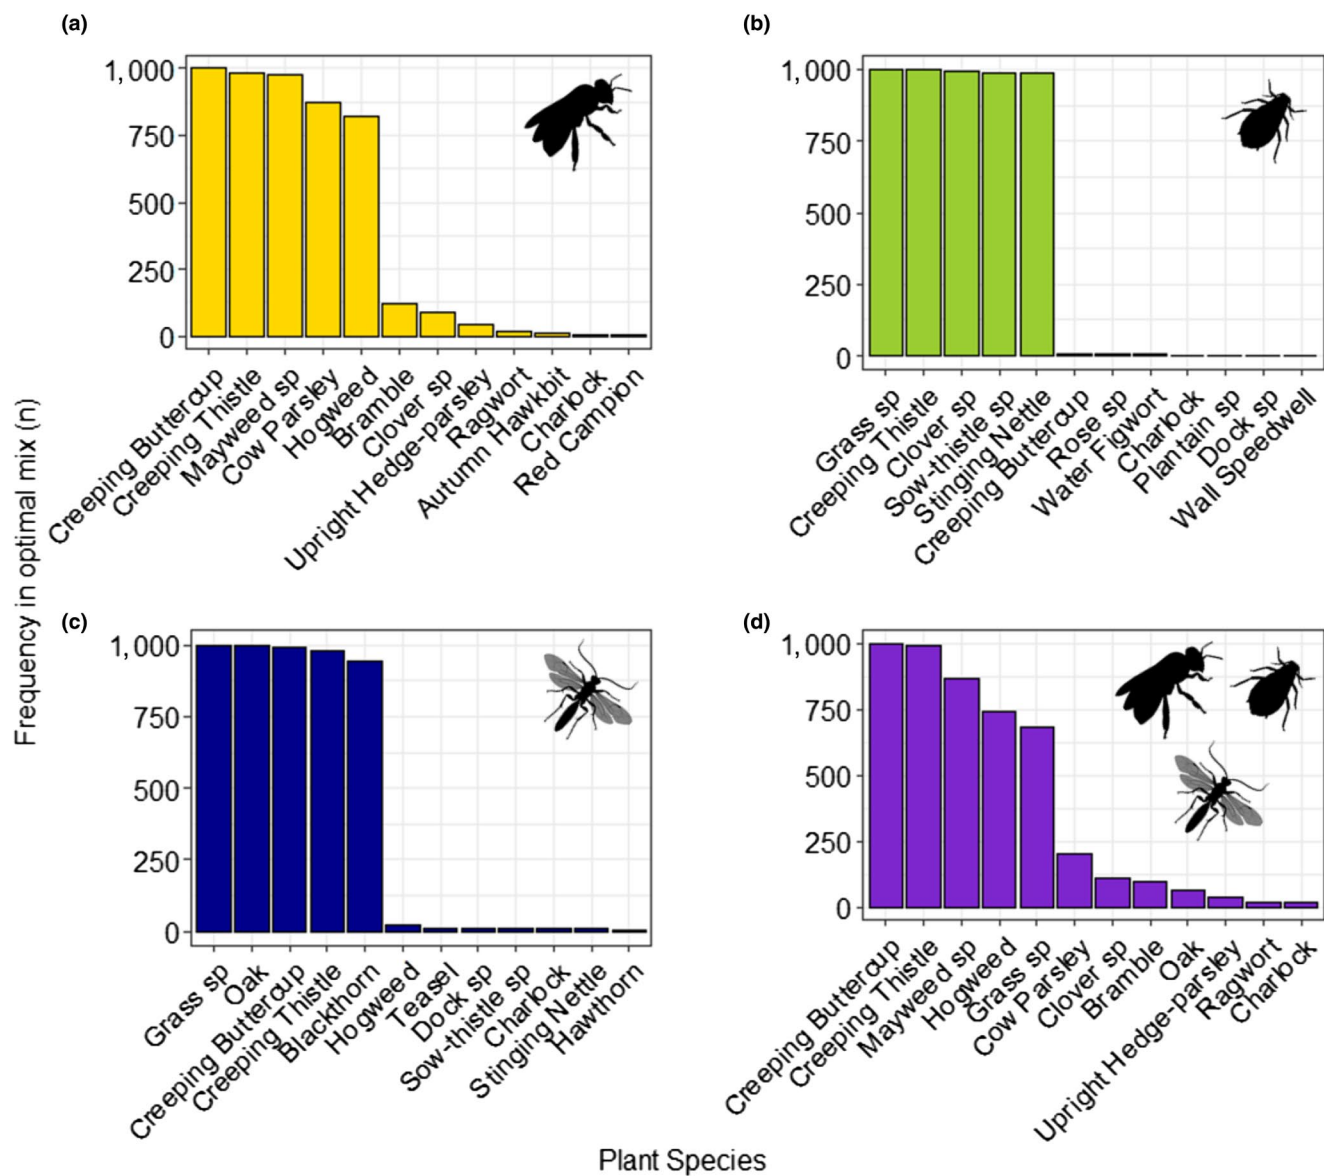 (a)
1,000
750
500
250
0
Creeping Buttercup
Creeping Thistle
Mayweed sp
Cow Parsley
Hogweed
Bramble
Clover sp
Upright Hedge-parsley
Ragwort
Autumn Hawkbit
Charlock
Red Campion
(b)
1,000
750
500
250
0
Grass sp
Creeping Thistle
Clover sp
Sow-thistle sp
Stinging Nettle
Creeping Buttercup
Rose sp
Water Figwort
Charlock
Plantain sp
Dock sp
Wall Speedwell
Frequency in optimal mix (n)
(c)
1,000
750
500
250
0
Grass sp
Oak
Creeping Buttercup
Creeping Thistle
Blackthorn
Hogweed
Teasel
Dock sp
Sow-thistle sp
Charlock
Stinging Nettle
Hawthorn
(d)
1,000
750
500
250
0
Creeping Buttercup
Creeping Thistle
Mayweed sp
Hogweed
Grass sp
Cow Parsley
Clover sp
Bramble
Oak
Upright Hedge-parsley
Ragwort
Charlock
Plant Species